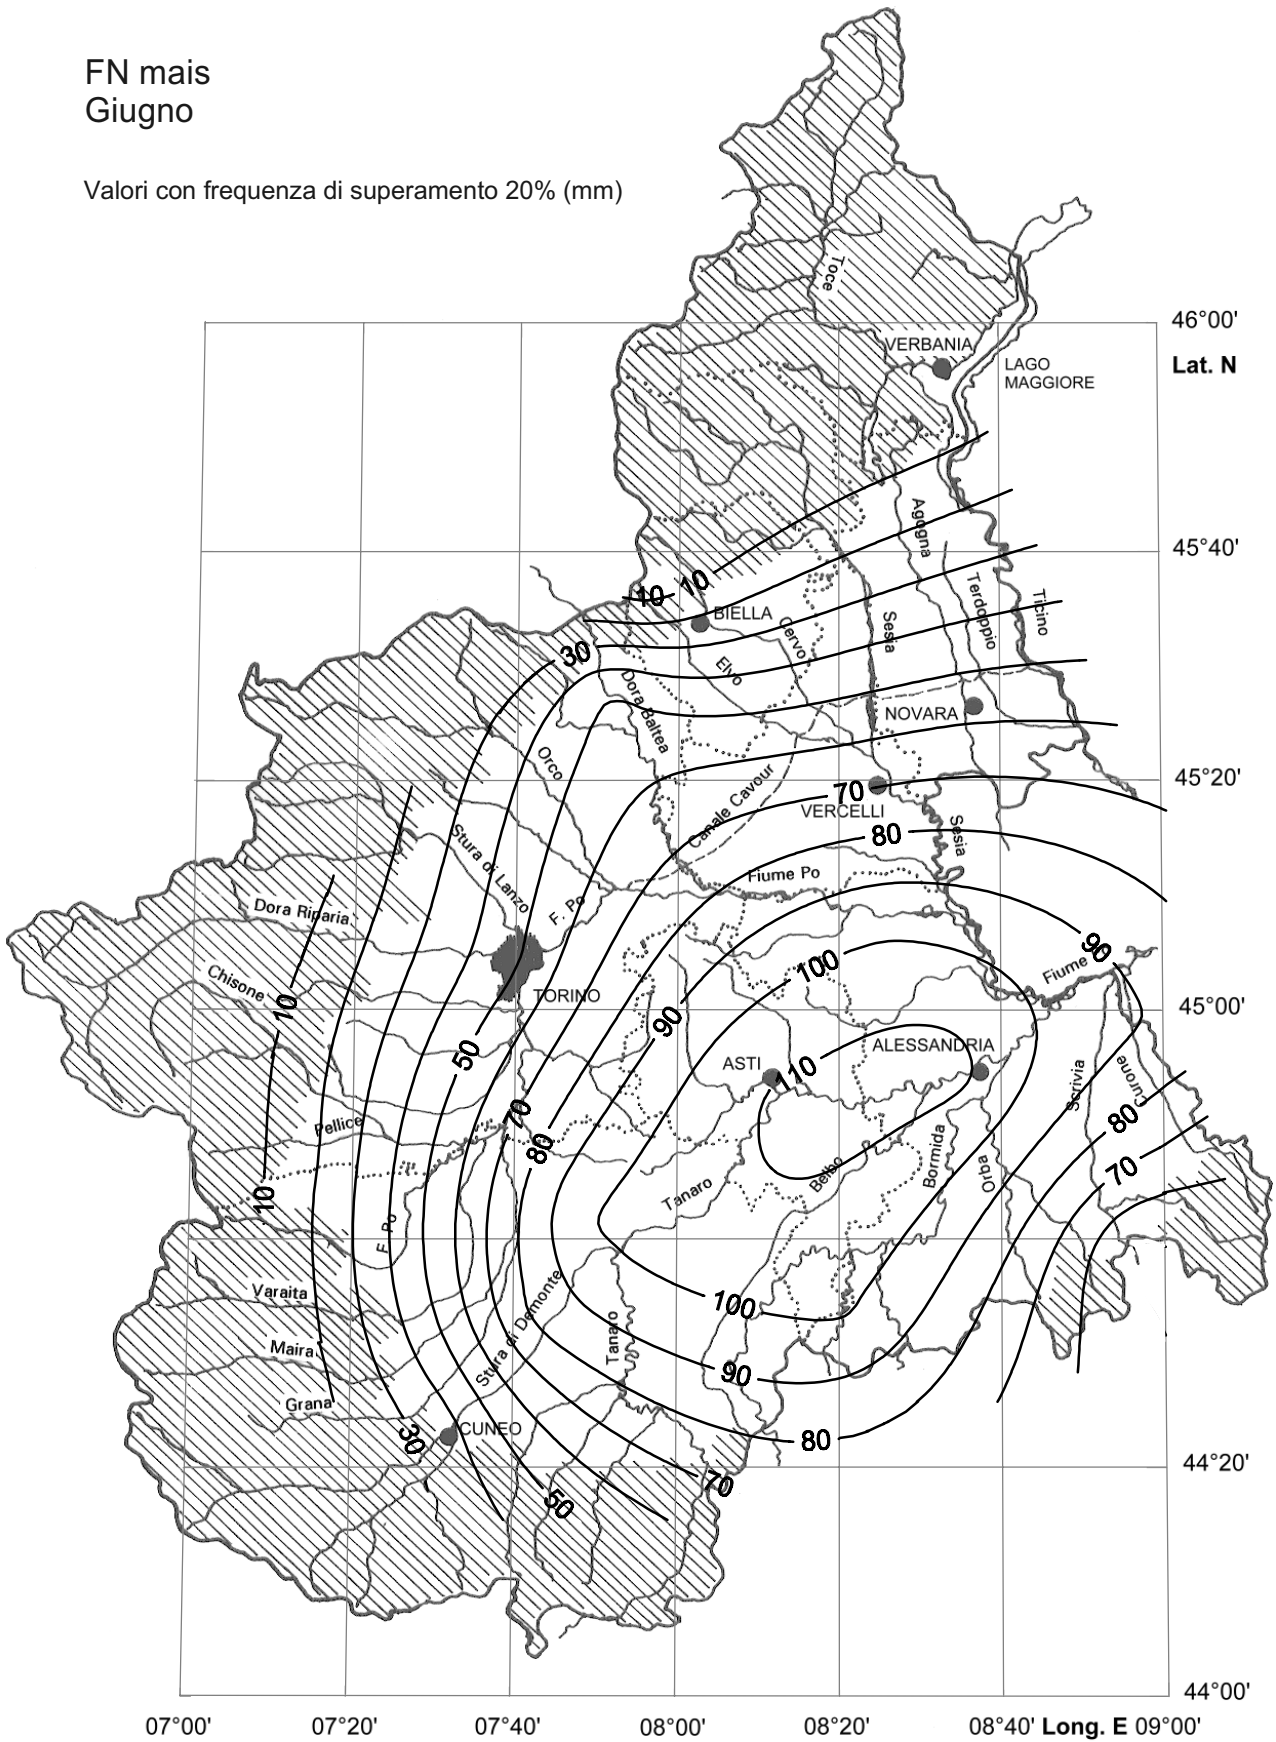 FN mais
Giugno
Valori con frequenza di superamento 20% (mm)
Toce
46°00'
VERBANIA
LAGO
MAGGIORE
Lat. N
Agogna
45°40'
10
10
BIELLA
Cervo
Sesia
Terdoppio
Ticino
30
Elvo
Dora Baltea
NOVARA
Orco
45°20'
70
VERCELLI
Canale Cavour
Stura di Lanzo
80
Sesia
Fiume Po
Dora Riparia
F. Po
90
100
Fiume
Chisone
10
TORINO
45°00'
90
50
ALESSANDRIA
ASTI
110
Scrivia
Curone
70
80
Pellice
80
Bormida
Orba
70
Belbo
Tanaro
10
F. Po
Varaita
Stura di Demonte
100
Tanaro
Maira
90
Grana
30
CUNEO
80
44°20'
70
50
44°00'
07°00'
07°20'
07°40'
08°00'
08°20'
08°40'
Long. E
09°00'